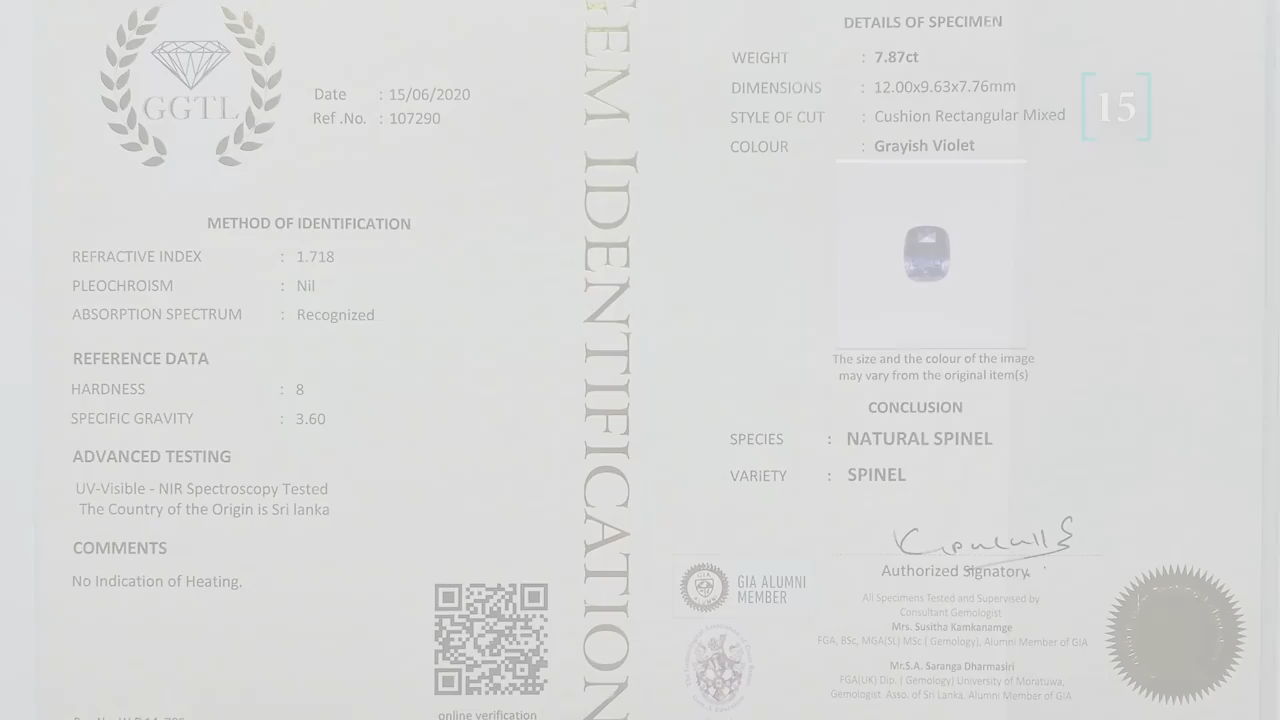 GGTL
Date : 15/06/2020
Ref .No. : 107290
METHOD OF IDENTIFICATION
REFRACTIVE INDEX : 1.718
PLEOCHROISM : Nil
ABSORPTION SPECTRUM : Recognized
REFERENCE DATA
HARDNESS : 8
SPECIFIC GRAVITY : 3.60
ADVANCED TESTING
UV-Visible - NIR Spectroscopy Tested
The Country of the Origin is Sri lanka
COMMENTS
No Indication of Heating.
online verification
GEM IDENTIFICATION
DETAILS OF SPECIMEN
WEIGHT : 7.87ct
DIMENSIONS : 12.00x9.63x7.76mm
STYLE OF CUT : Cushion Rectangular Mixed
COLOUR : Grayish Violet
[15]
The size and the colour of the image
may vary from the original item(s)
CONCLUSION
SPECIES : NATURAL SPINEL
VARIETY : SPINEL
Authorized Signatory.
GIA ALUMNI
MEMBER
All Specimens Tested and Supervised by
Consultant Gemologist
Mrs. Susitha Kamkanamge
FGA, BSc, MGA(SL) MSc ( Gemology), Alumni Member of GIA
Mr.S.A. Saranga Dharmasiri
FGA(UK) Dip. ( Gemology) University of Moratuwa,
Gemologist Asso. of Sri Lanka, Alumni Member of GIA